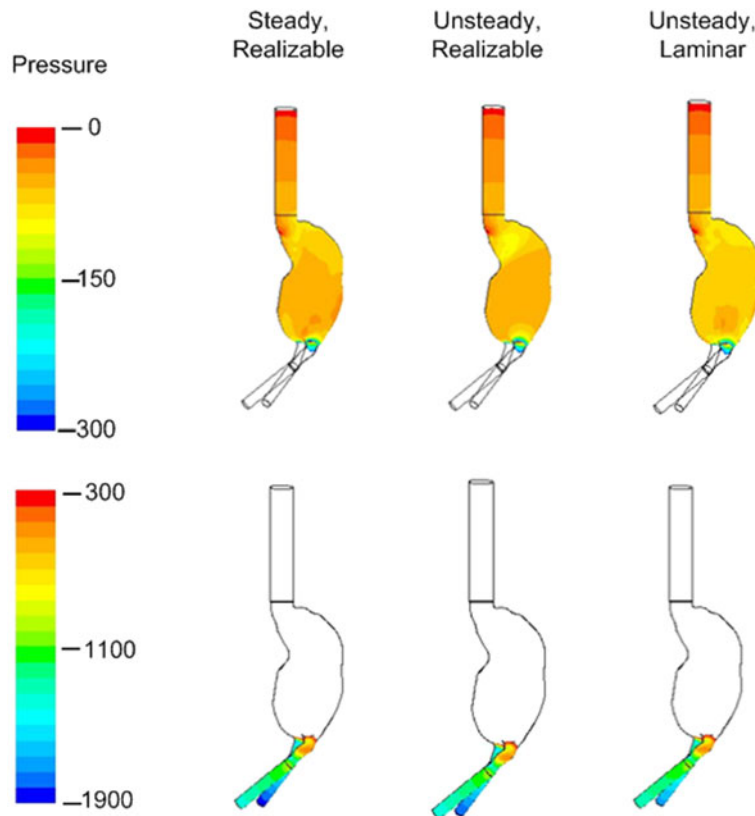 Steady,
Realizable
Unsteady,
Realizable
Unsteady,
Laminar
Pressure
— 0
—150
—300
— 300
— 1100
— 1900